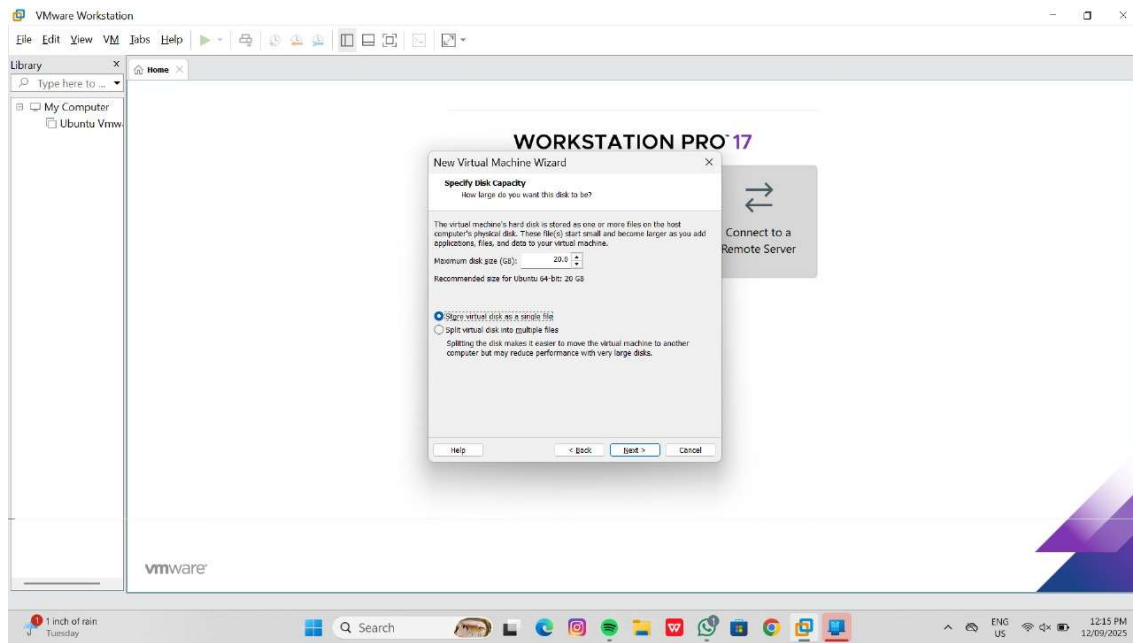 VMware Workstation
File Edit View VM Tabs Help
Library
Type here to ...
Home
My Computer
Ubuntu Vmw
WORKSTATION PRO™ 17
New Virtual Machine Wizard
Specify Disk Capacity
How large do you want this disk to be?
The virtual machine's hard disk is stored as one or more files on the host
computer's physical disk. These file(s) start small and become larger as you add
applications, files, and data to your virtual machine.
Maximum disk size (GB): 20.0
Recommended size for Ubuntu 64-bit: 20 GB
Store virtual disk as a single file
Split virtual disk into multiple files
Splitting the disk makes it easier to move the virtual machine to another
computer but may reduce performance with very large disks.
Help < Back Next > Cancel
Connect to a
Remote Server
vmware
1
1 inch of rain
Tuesday
Search
ENG
US
12:15 PM
12/09/2025